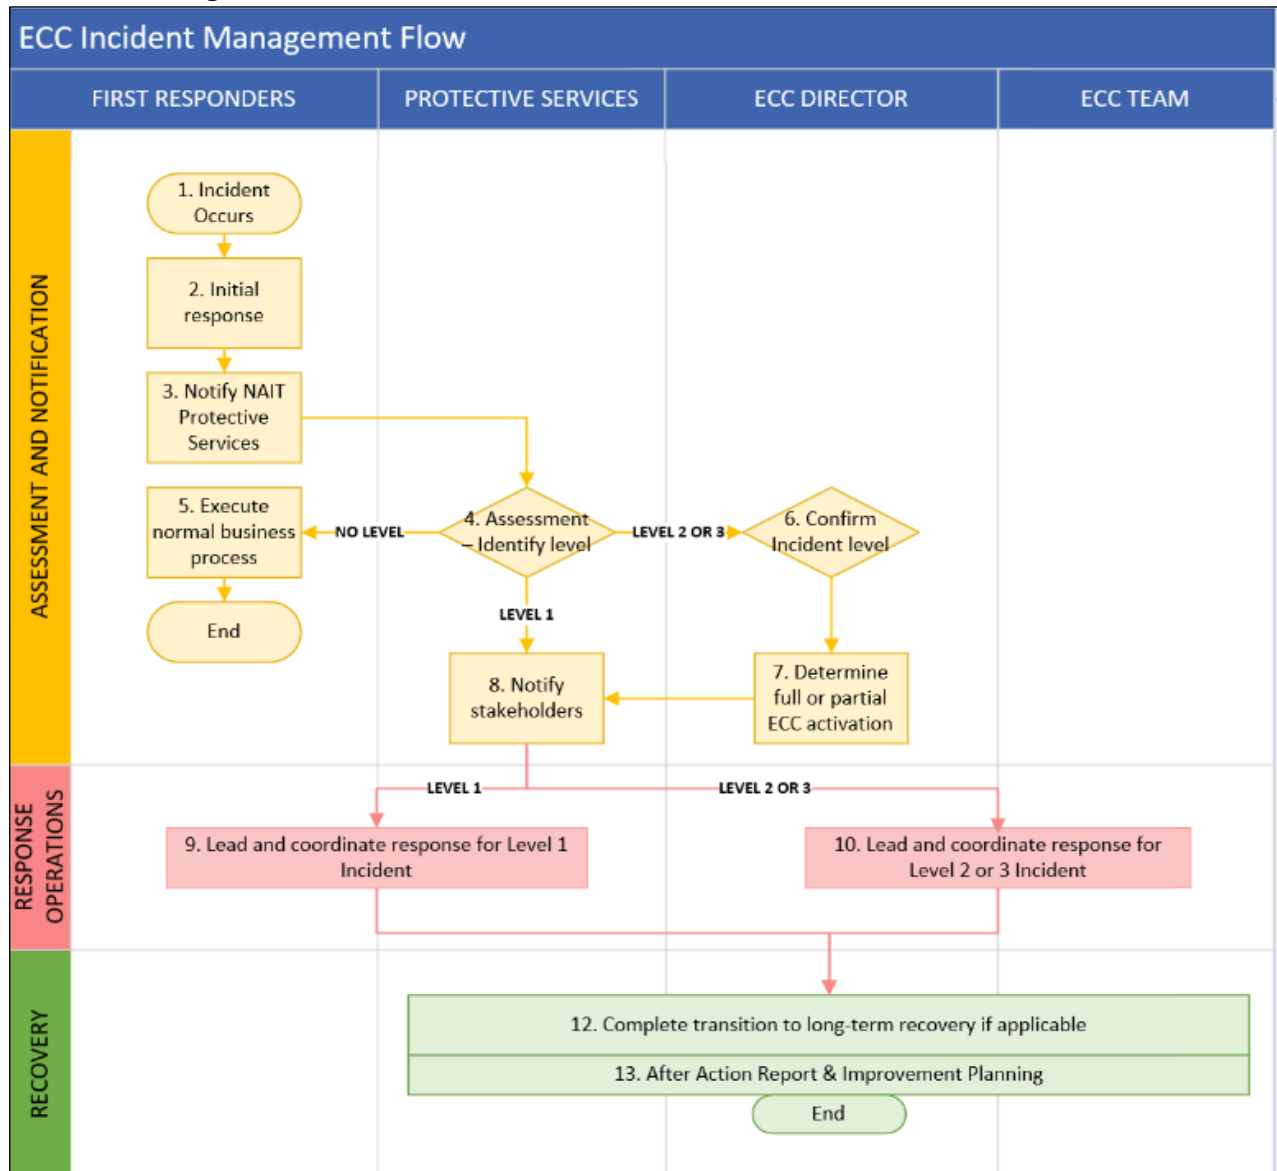 ECC Incident Management Flow
FIRST RESPONDERS
PROTECTIVE SERVICES
ECC DIRECTOR
ECC TEAM
ASSESSMENT AND NOTIFICATION
1. Incident
Occurs
2. Initial
response
3. Notify NAIT
Protective
Services
4. Assessment
– Identify level
NO LEVEL
LEVEL 2 OR 3
LEVEL 1
5. Execute
normal business
process
End
6. Confirm
Incident level
7. Determine
full or partial
ECC activation
8. Notify
stakeholders
RESPONSE
OPERATIONS
LEVEL 1
LEVEL 2 OR 3
9. Lead and coordinate response for Level 1
Incident
10. Lead and coordinate response for
Level 2 or 3 Incident
RECOVERY
12. Complete transition to long-term recovery if applicable
13. After Action Report & Improvement Planning
End